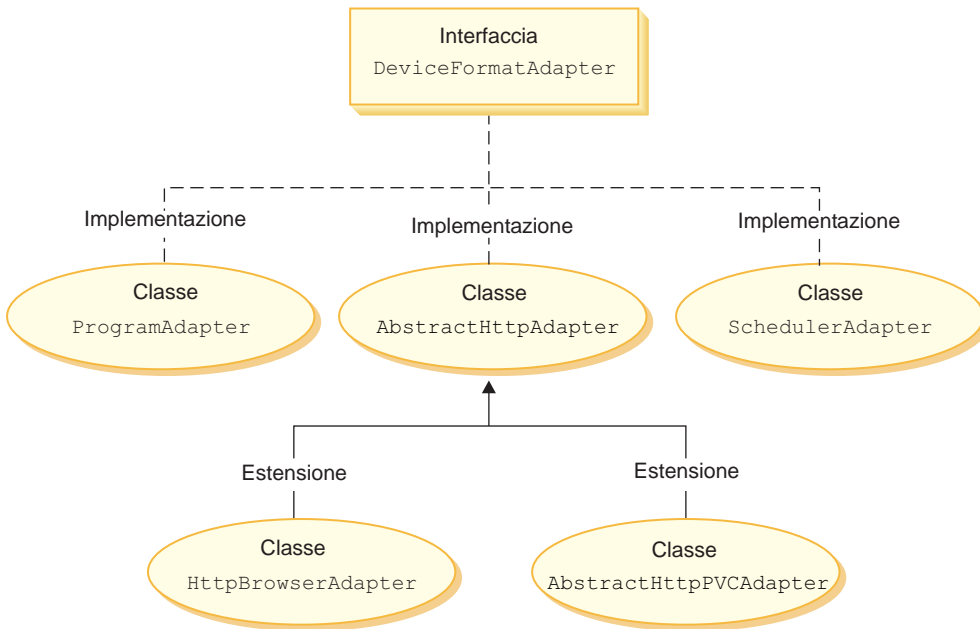 Interfaccia
DeviceFormatAdapter
Implementazione
Implementazione
Implementazione
Classe
ProgramAdapter
Classe
AbstractHttpAdapter
Classe
SchedulerAdapter
Estensione
Estensione
Classe
HttpBrowserAdapter
Classe
AbstractHttpPVCAdapter